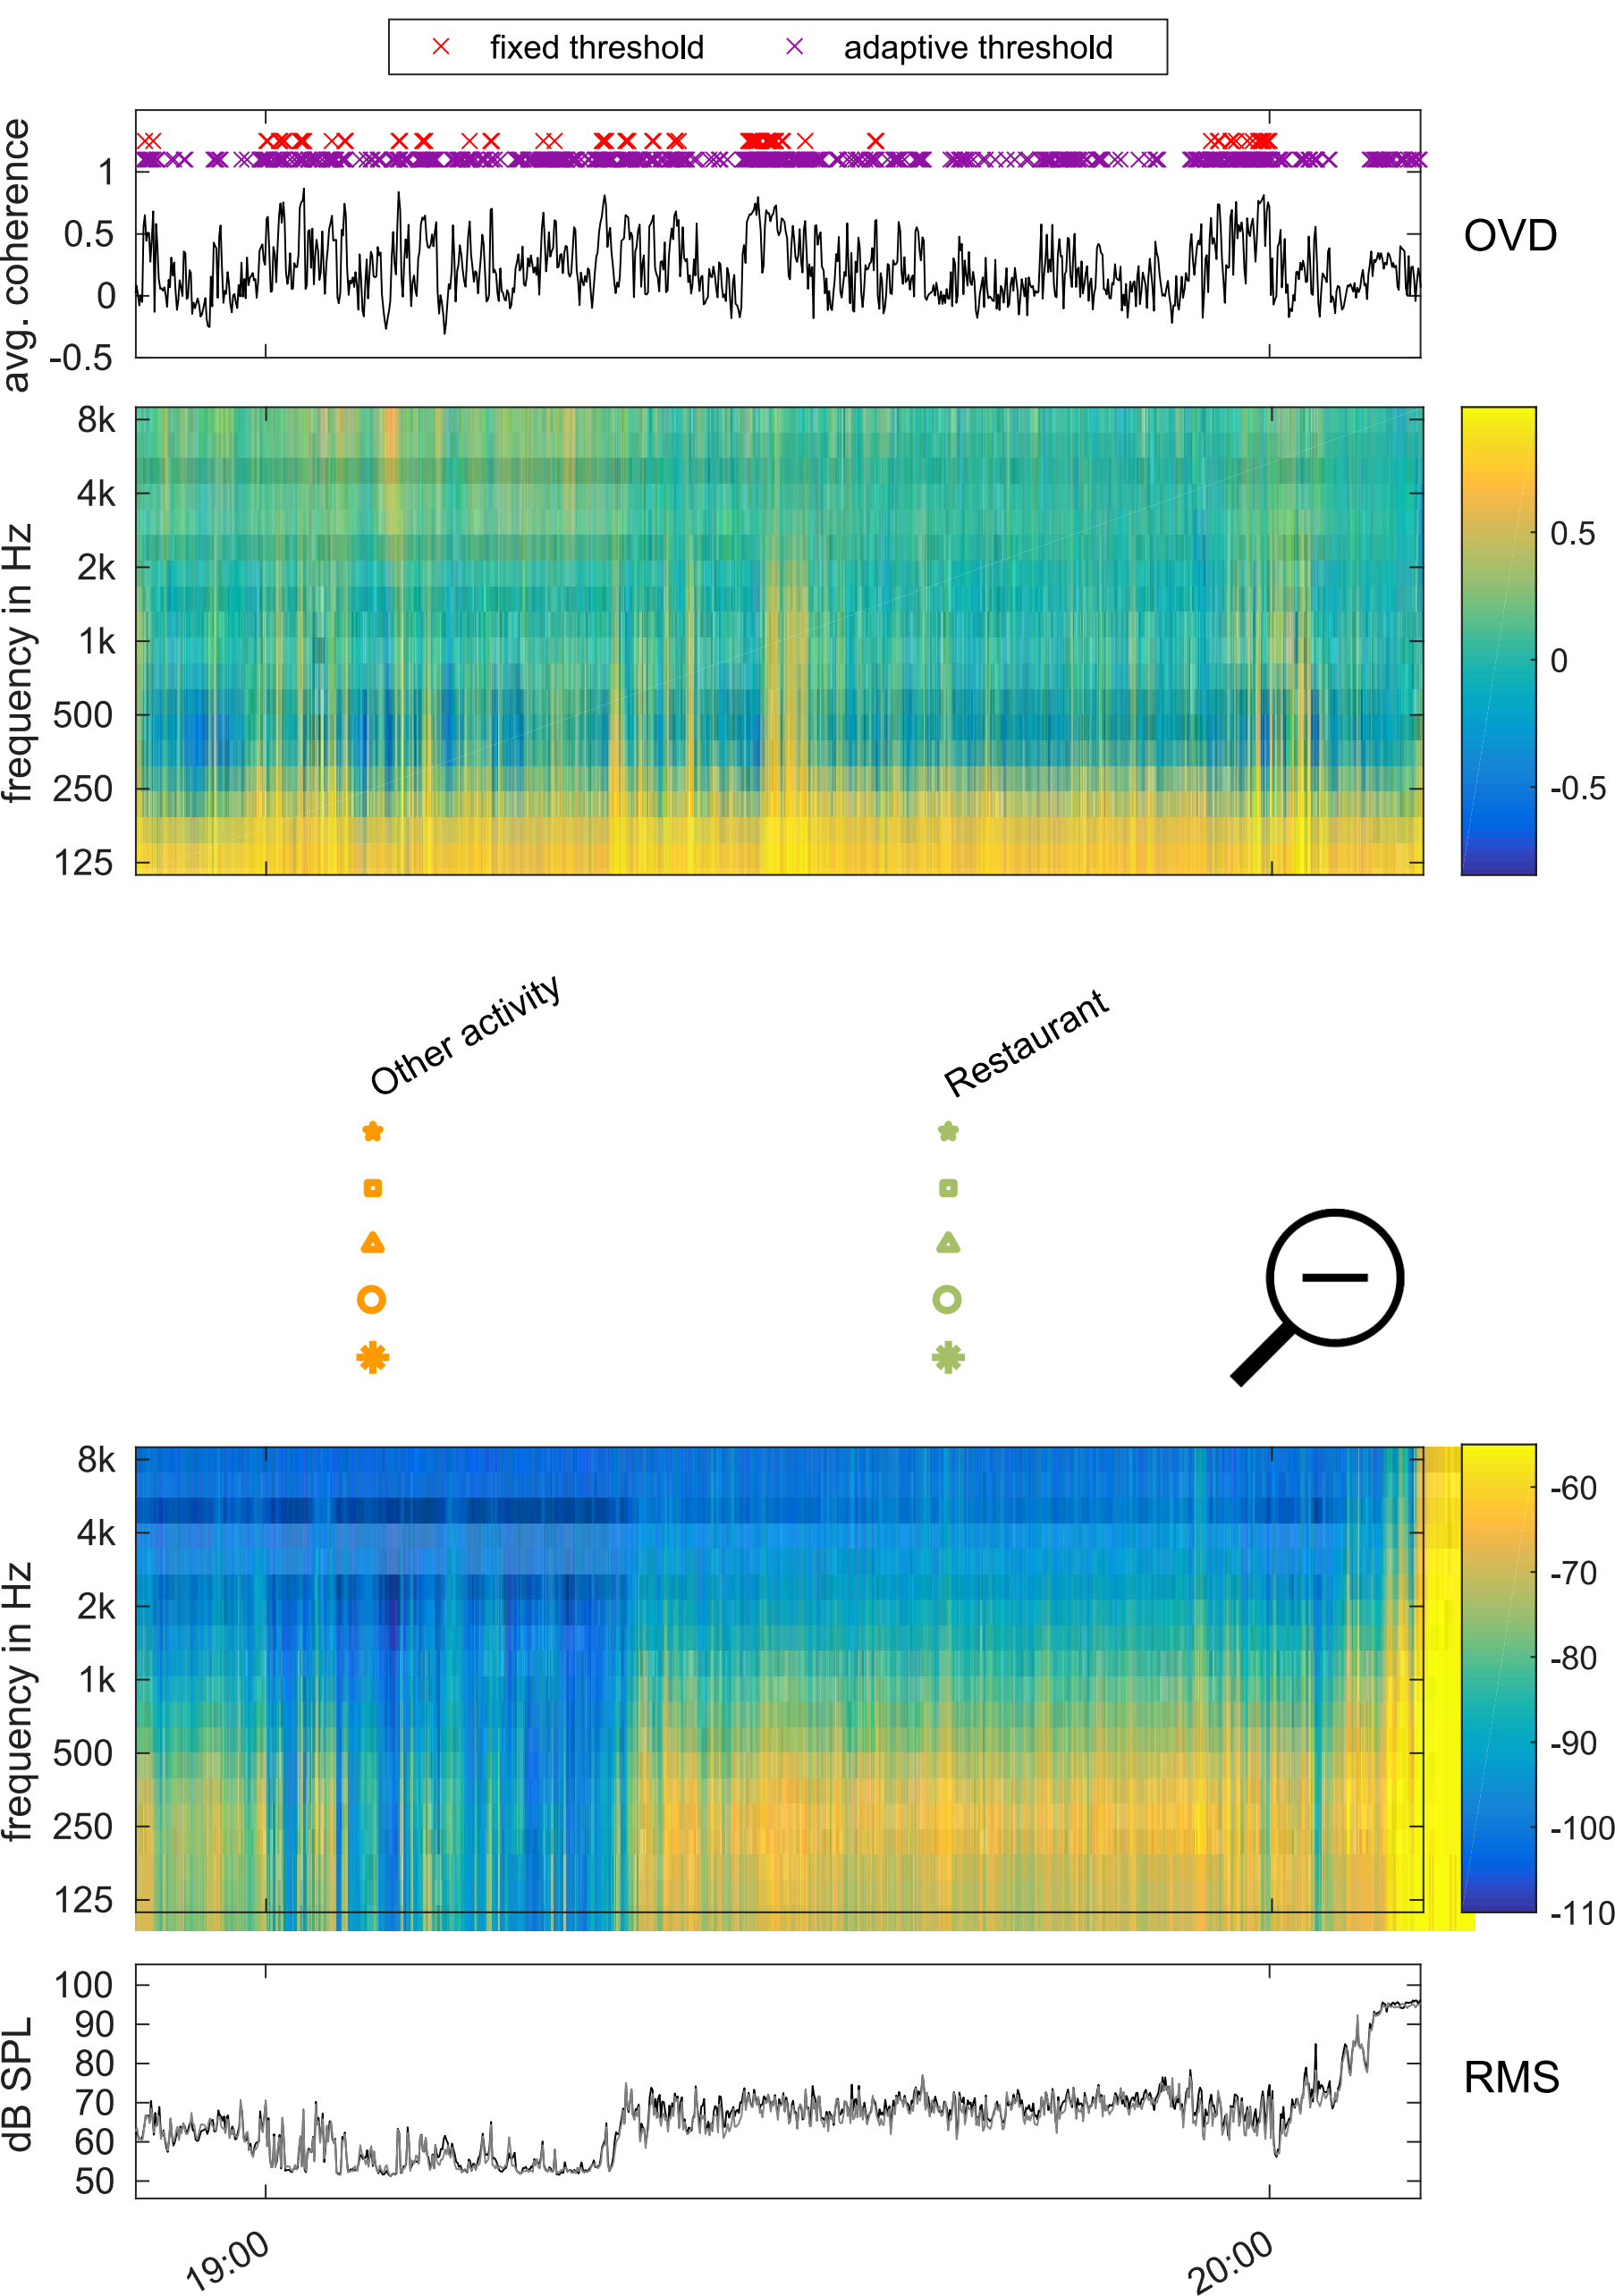 fixed threshold
adaptive threshold
avg. coherence
1
0.5
0
-0.5
OVD
frequency in Hz
8k
4k
2k
1k
500
250
125
0.5
0
-0.5
Other activity
Restaurant
frequency in Hz
8k
4k
2k
1k
500
250
125
-60
-70
-80
-90
-100
-110
dB SPL
100
90
80
70
60
50
RMS
19:00
20:00